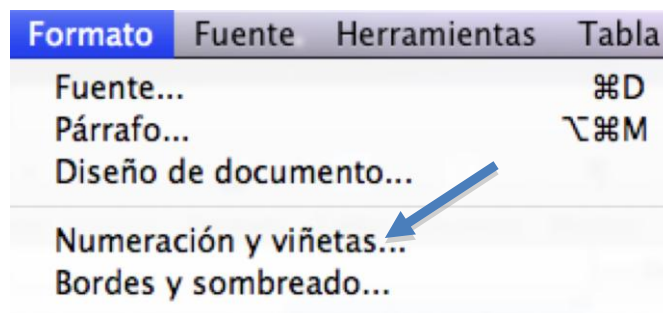 Formato Fuente Herramientas Tabla
Fuente... ⌘D
Párrafo... ⌥⌘M
Diseño de documento...
Numeración y viñetas...
Bordes y sombreado...